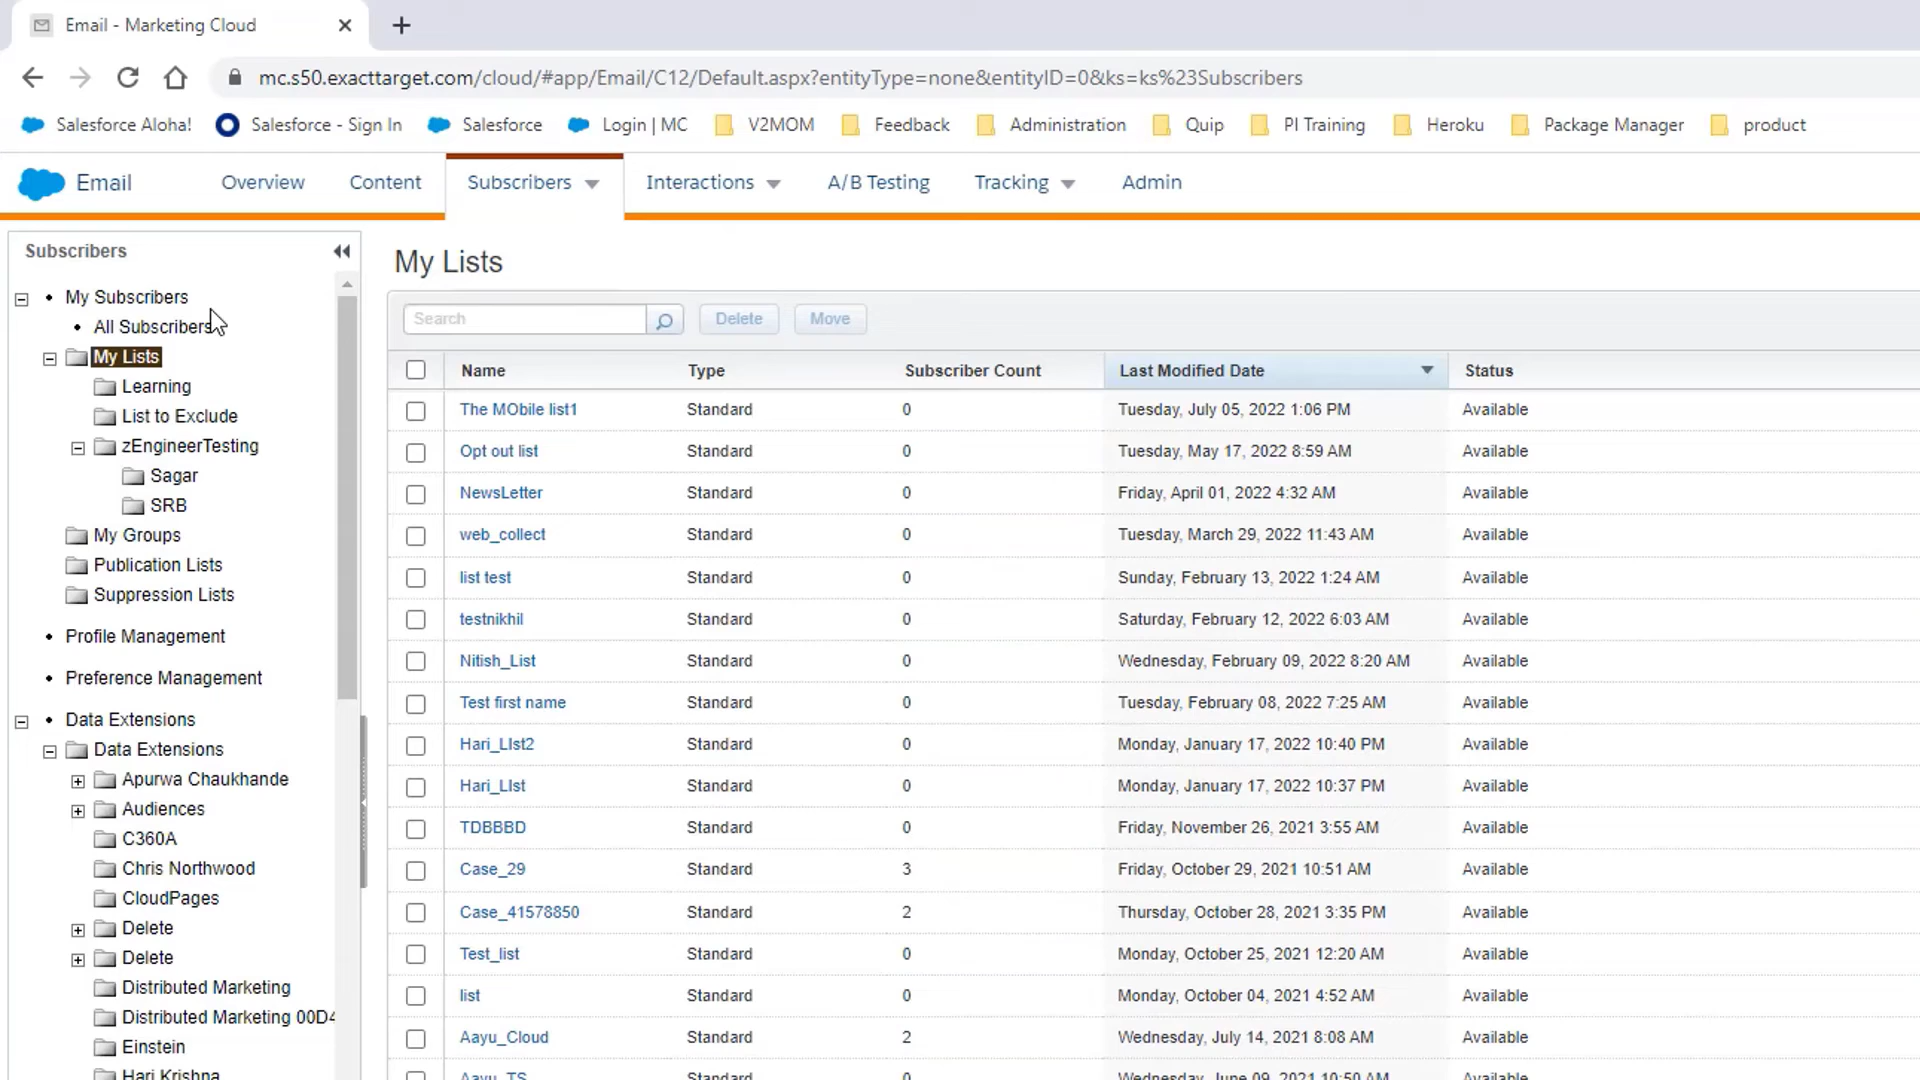 Email - Marketing Cloud
mc.s50.exacttarget.com/cloud/#app/Email/C12/Default.aspx?entityType=none&entityID=0&ks=ks%23Subscribers
Salesforce Aloha! Salesforce - Sign In Salesforce Login | MC V2MOM Feedback Administration Quip PI Training Heroku Package Manager product
Email Overview Content Subscribers Interactions A/B Testing Tracking Admin
Subscribers
My Subscribers
All Subscribers
My Lists
Learning
List to Exclude
zEngineerTesting
Sagar
SRB
My Groups
Publication Lists
Suppression Lists
Profile Management
Preference Management
Data Extensions
Data Extensions
Apurwa Chaukhande
Audiences
C360A
Chris Northwood
CloudPages
Delete
Delete
Distributed Marketing
Distributed Marketing 00D4
Einstein
Hari Krishna
My Lists
Search Delete Move
Name Type Subscriber Count Last Modified Date Status
The MObile list1 Standard 0 Tuesday, July 05, 2022 1:06 PM Available
Opt out list Standard 0 Tuesday, May 17, 2022 8:59 AM Available
NewsLetter Standard 0 Friday, April 01, 2022 4:32 AM Available
web_collect Standard 0 Tuesday, March 29, 2022 11:43 AM Available
list test Standard 0 Sunday, February 13, 2022 1:24 AM Available
testnikhil Standard 0 Saturday, February 12, 2022 6:03 AM Available
Nitish_List Standard 0 Wednesday, February 09, 2022 8:20 AM Available
Test first name Standard 0 Tuesday, February 08, 2022 7:25 AM Available
Hari_LIst2 Standard 0 Monday, January 17, 2022 10:40 PM Available
Hari_LIst Standard 0 Monday, January 17, 2022 10:37 PM Available
TDBBBD Standard 0 Friday, November 26, 2021 3:55 AM Available
Case_29 Standard 3 Friday, October 29, 2021 10:51 AM Available
Case_41578850 Standard 2 Thursday, October 28, 2021 3:35 PM Available
Test_list Standard 0 Monday, October 25, 2021 12:20 AM Available
list Standard 0 Monday, October 04, 2021 4:52 AM Available
Aayu_Cloud Standard 2 Wednesday, July 14, 2021 8:08 AM Available
Aayu_TS Standard 0 Wednesday, June 09, 2021 10:50 AM Available